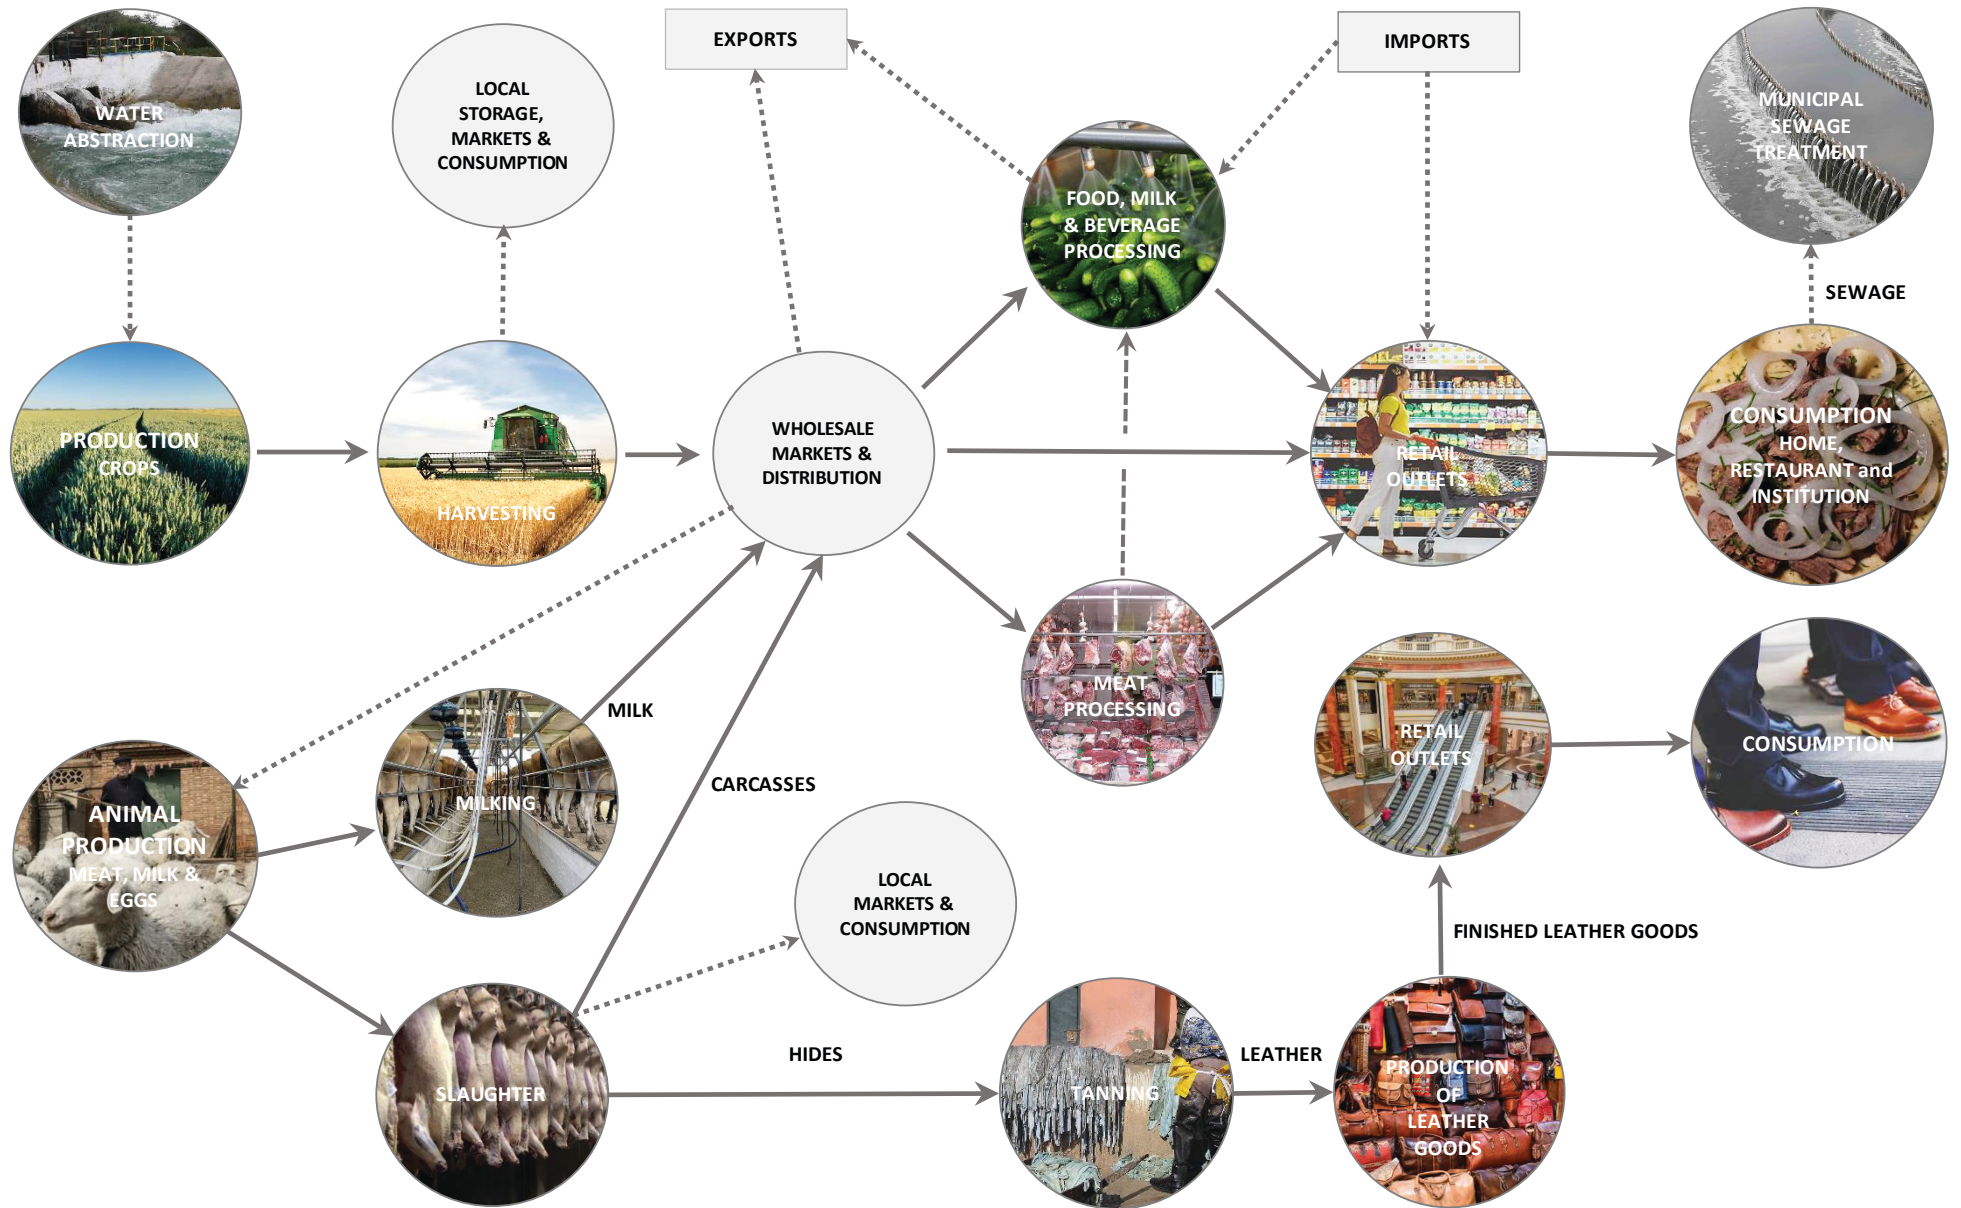 WATER
ABSTRACTION
LOCAL
STORAGE,
MARKETS &
CONSUMPTION
EXPORTS
IMPORTS
MUNICIPAL
SEWAGE
TREATMENT
FOOD, MILK
& BEVERAGE
PROCESSING
SEWAGE
PRODUCTION
CROPS
HARVESTING
WHOLESALE
MARKETS &
DISTRIBUTION
RETAIL
OUTLETS
CONSUMPTION
HOME,
RESTAURANT and
INSTITUTION
MILK
MEAT
PROCESSING
CARCASSES
RETAIL
OUTLETS
CONSUMPTION
ANIMAL
PRODUCTION
MEAT, MILK &
EGGS
MILKING
LOCAL
MARKETS &
CONSUMPTION
FINISHED LEATHER GOODS
SLAUGHTER
HIDES
TANNING
LEATHER
PRODUCTION
OF
LEATHER
GOODS